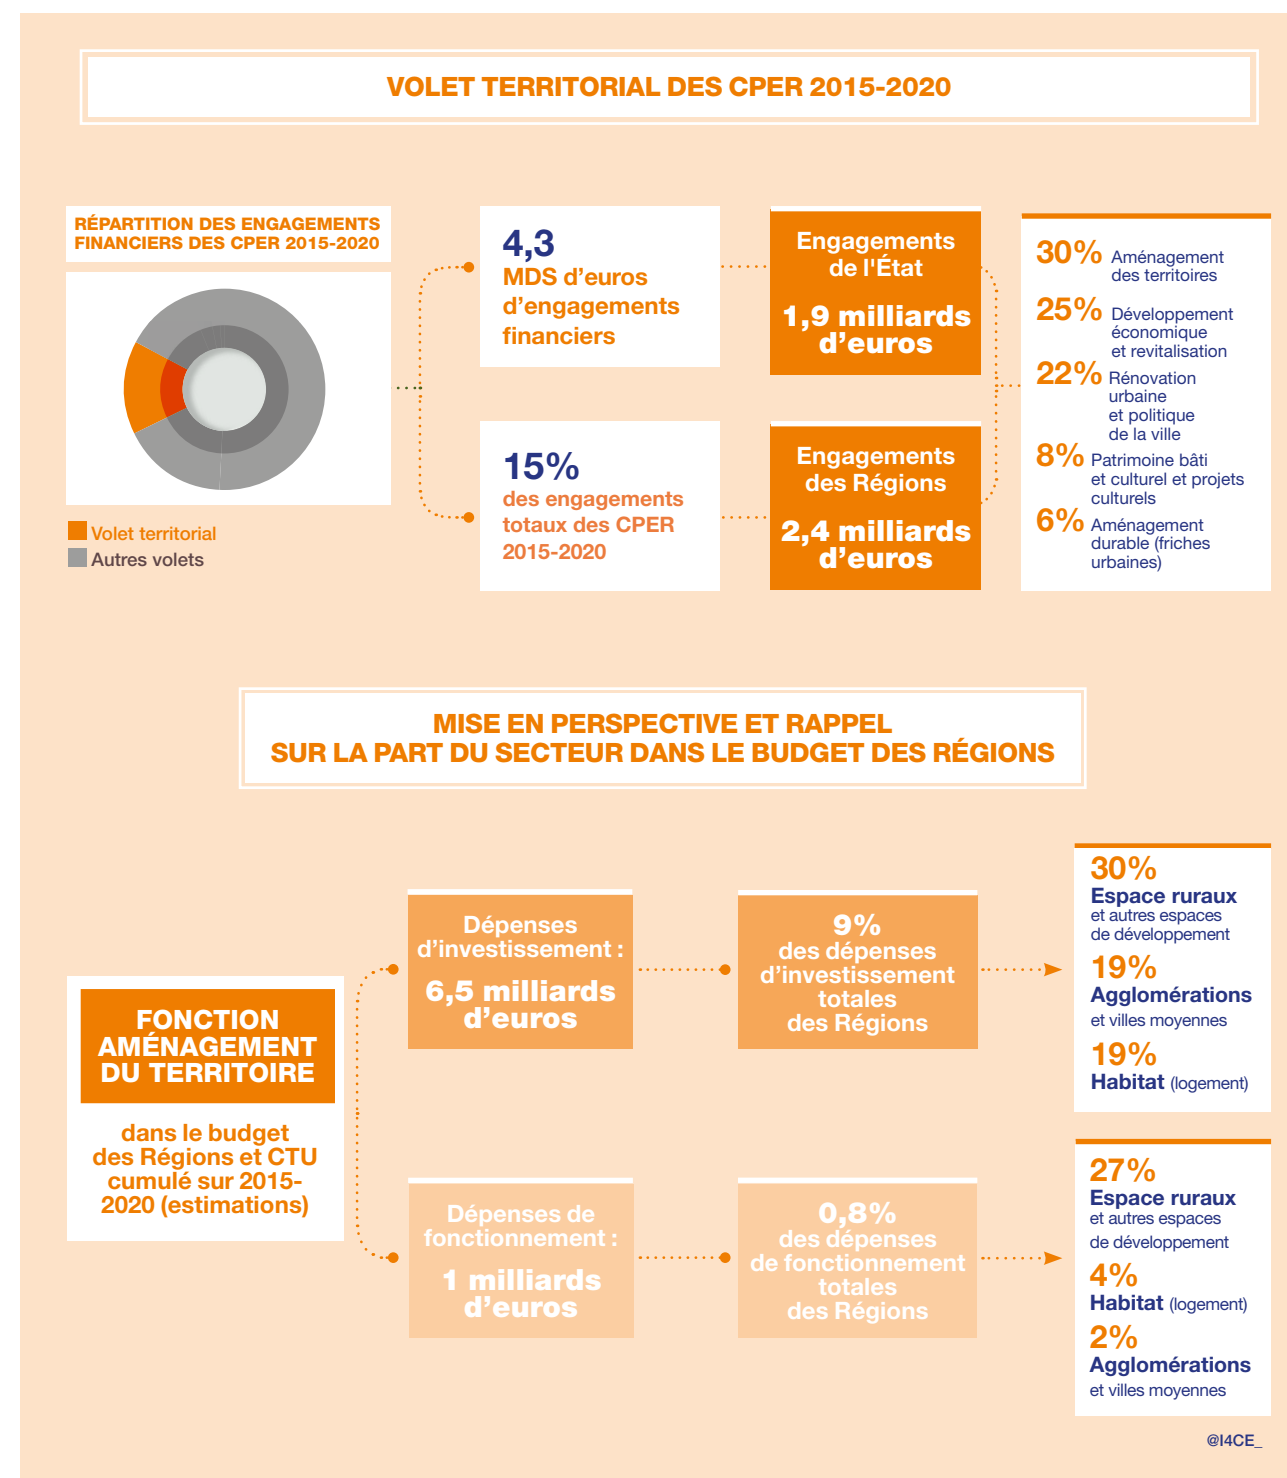 VOLET TERRITORIAL DES CPER 2015-2020
RÉPARTITION DES ENGAGEMENTS
FINANCIERS DES CPER 2015-2020
Volet territorial
Autres volets
4,3
MDS d’euros
d’engagements
financiers
15%
des engagements
totaux des CPER
2015-2020
Engagements
de l'État
1,9 milliards
d’euros
Engagements
des Régions
2,4 milliards
d’euros
30% Aménagement
des territoires
25% Développement
économique
et revitalisation
22% Rénovation
urbaine
et politique
de la ville
8% Patrimoine bâti
et culturel et projets
culturels
6% Aménagement
durable (friches
urbaines)
MISE EN PERSPECTIVE ET RAPPEL
SUR LA PART DU SECTEUR DANS LE BUDGET DES RÉGIONS
FONCTION
AMÉNAGEMENT
DU TERRITOIRE
dans le budget
des Régions et CTU
cumulé sur 2015-
2020 (estimations)
Dépenses
d’investissement :
6,5 milliards
d’euros
9%
des dépenses
d’investissement
totales
des Régions
30%
Espace ruraux
et autres espaces
de développement
19%
Agglomérations
et villes moyennes
19%
Habitat (logement)
Dépenses de
fonctionnement :
1 milliards
d’euros
0,8%
des dépenses
de fonctionnement
totales
des Régions
27%
Espace ruraux
et autres espaces
de développement
4%
Habitat (logement)
2%
Agglomérations
et villes moyennes
@I4CE_